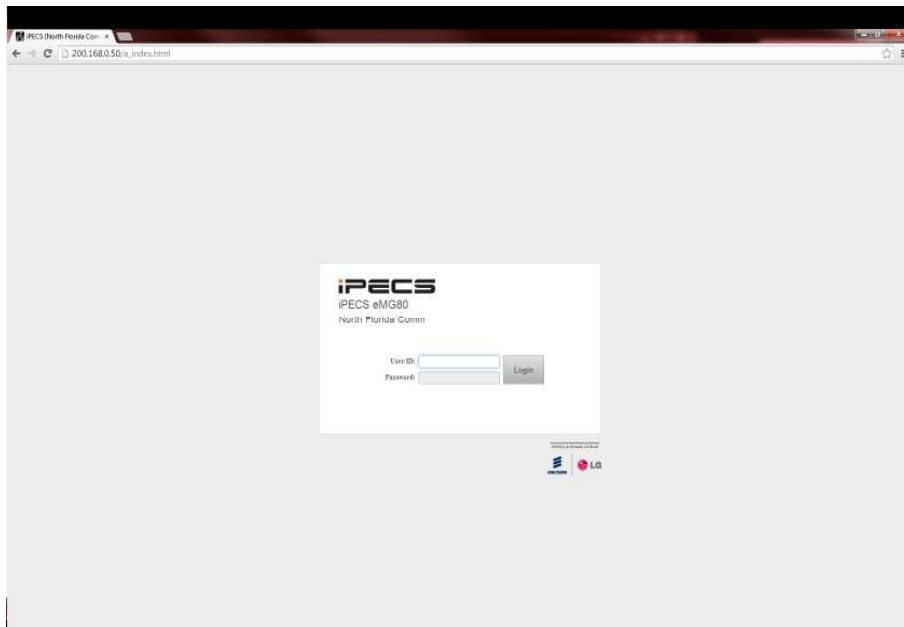 iPECS (North Florida Com
200.168.0.50/a_index.html
iPECS
iPECS eMG80
North Florida Comm
User ID:
Password:
Login
ERICSSON
LG